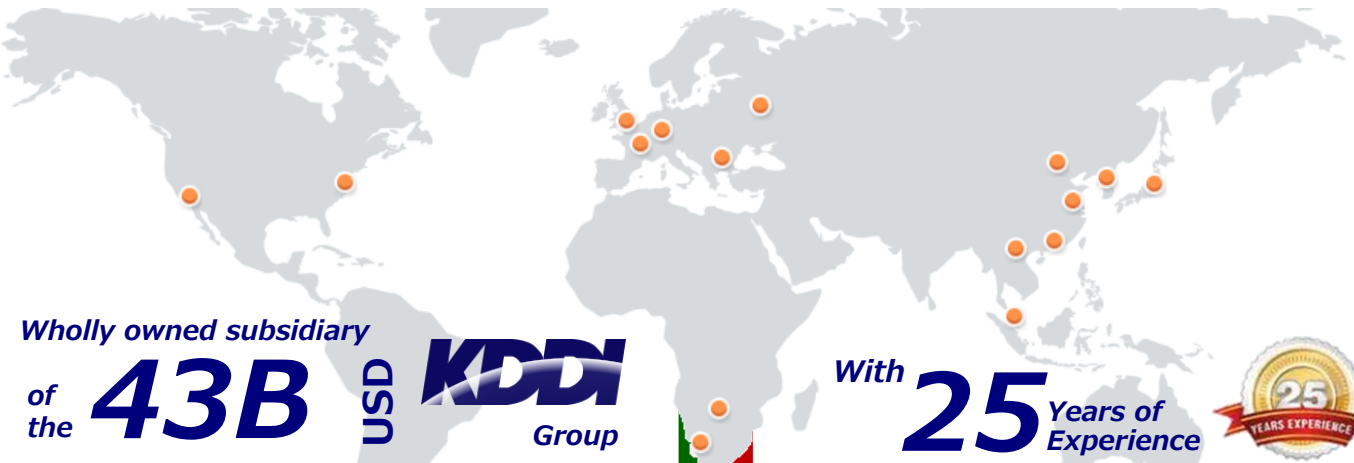 Wholly owned subsidiary
of the 43B USD KDDI Group
With 25 Years of Experience
25
YEARS EXPERIENCE